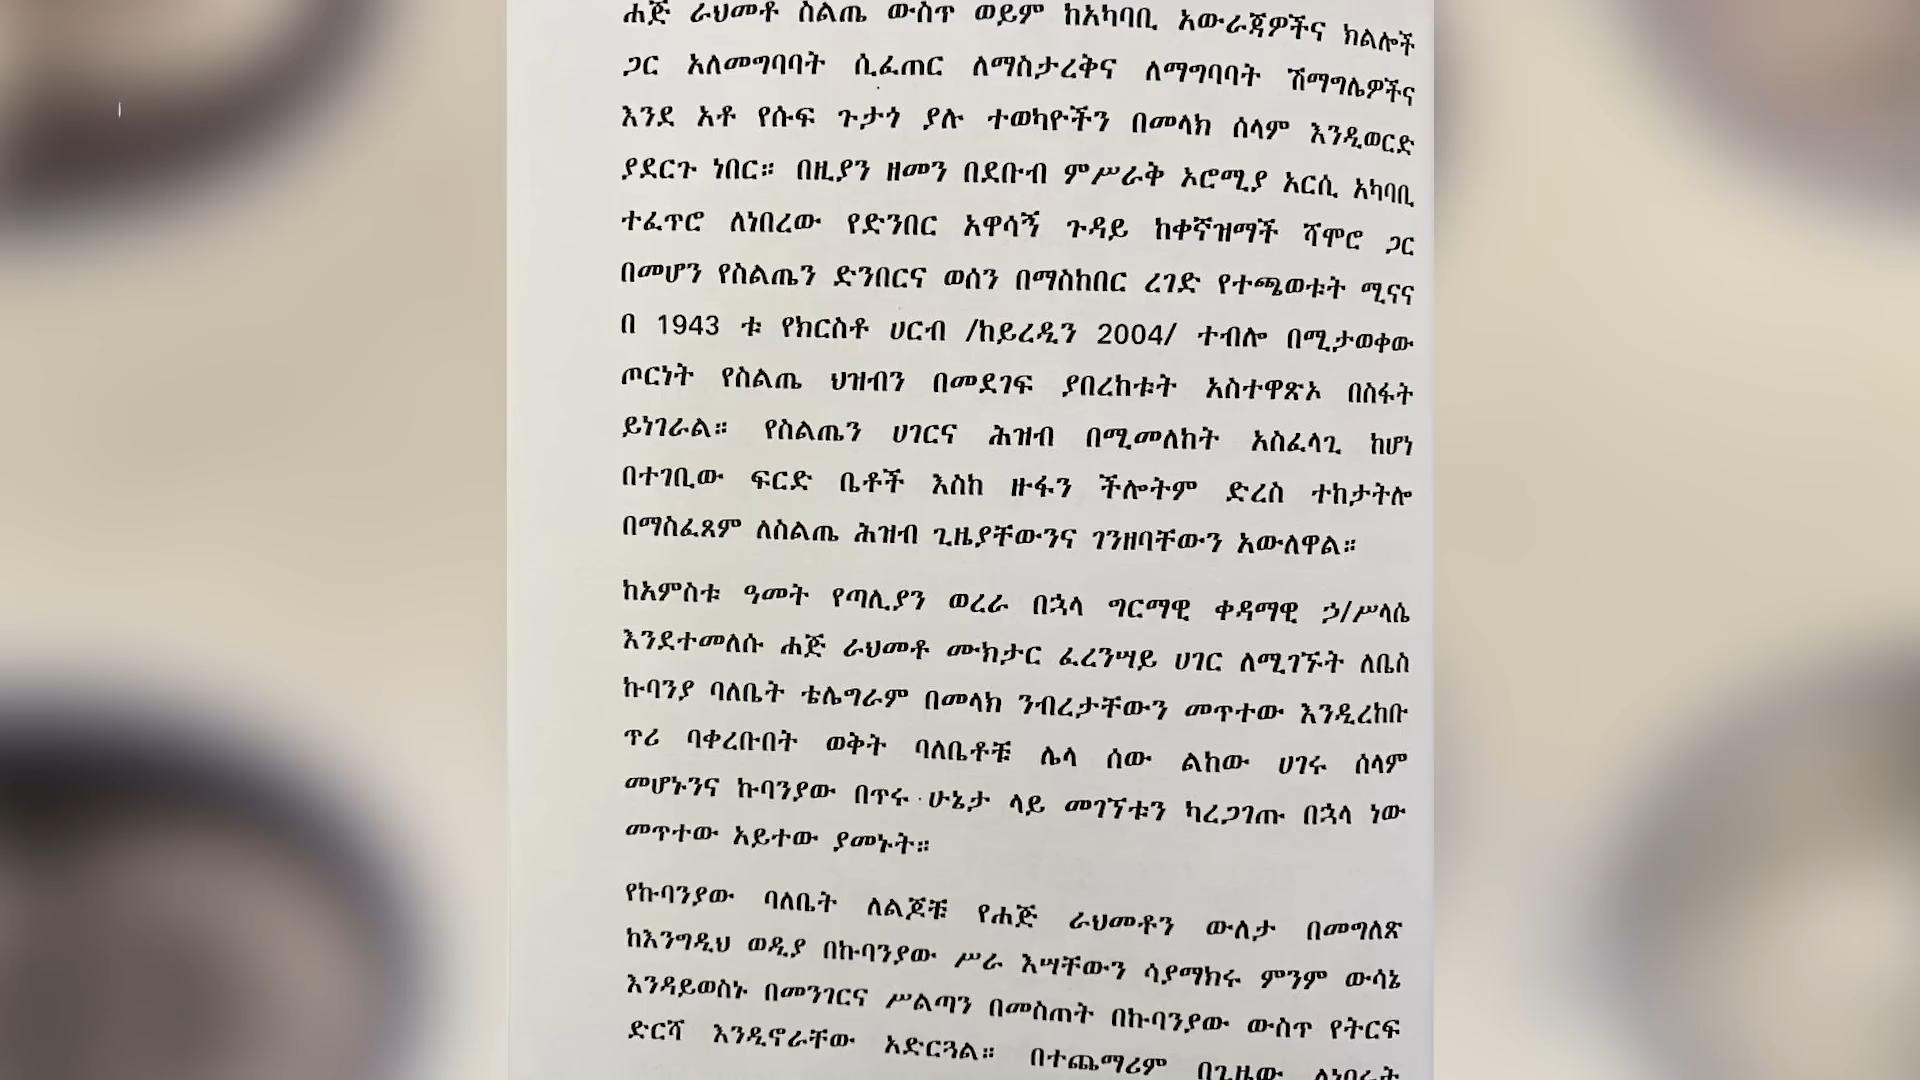 ሐጅ ራህመቶ ስልጤ ውስጥ ወይም ከአካባቢ አውራጃዎችና ክልሎች
ጋር አለመግባባት ሲፈጠር ለማስታረቅና ለማግባባት ሽማግሌዎችና
እንደ አቶ የሱፍ ጉታጎ ያሉ ተወካዮችን በመላክ ሰላም እንዲወርድ
ያደርጉ ነበር። በዚያን ዘመን በደቡብ ምሥራቅ ኦሮሚያ አርሲ አካባቢ
ተፈጥሮ ለነበረው የድንበር አዋሳኝ ጉዳይ ከቀኛዝማች ሻሞሮ ጋር
በመሆን የስልጤን ድንበርና ወሰን በማስከበር ረገድ የተጫወቱት ሚናና
በ 1943 ቱ የክርስቶ ሀርብ /ከይረዲን 2004/ ተብሎ በሚታወቀው
ጦርነት የስልጤ ህዝብን በመደገፍ ያበረከቱት አስተዋጽኦ በስፋት
ይነገራል። የስልጤን ሀገርና ሕዝብ በሚመለከት አስፈላጊ ከሆነ
በተገቢው ፍርድ ቤቶች እስከ ዙፋን ችሎትም ድረስ ተከታትሎ
በማስፈጸም ለስልጤ ሕዝብ ጊዜያቸውንና ገንዘባቸውን አውለዋል።
ከአምስቱ ዓመት የጣሊያን ወረራ በኋላ ግርማዊ ቀዳማዊ ኃ/ሥላሴ
እንደተመለሱ ሐጅ ራህመቶ ሙክታር ፈረንሣይ ሀገር ለሚገኙት ለቤስ
ኩባንያ ባለቤት ቴሌግራም በመላክ ንብረታቸውን መጥተው እንዲረከቡ
ጥሪ ባቀረቡበት ወቅት ባለቤቶቹ ሌላ ሰው ልከው ሀገሩ ሰላም
መሆኑንና ኩባንያው በጥሩ ሁኔታ ላይ መገኘቱን ካረጋገጡ በኋላ ነው
መጥተው አይተው ያመኑት።
የኩባንያው ባለቤት ለልጆቹ የሐጅ ራህመቶን ውለታ በመግለጽ
ከእንግዲህ ወዲያ በኩባንያው ሥራ እሣቸውን ሳያማክሩ ምንም ውሳኔ
እንዳይወስኑ በመንገርና ሥልጣን በመስጠት በኩባንያው ውስጥ የትርፍ
ድርሻ እንዲኖራቸው አድርጓል። በተጨማሪም በጊዜው